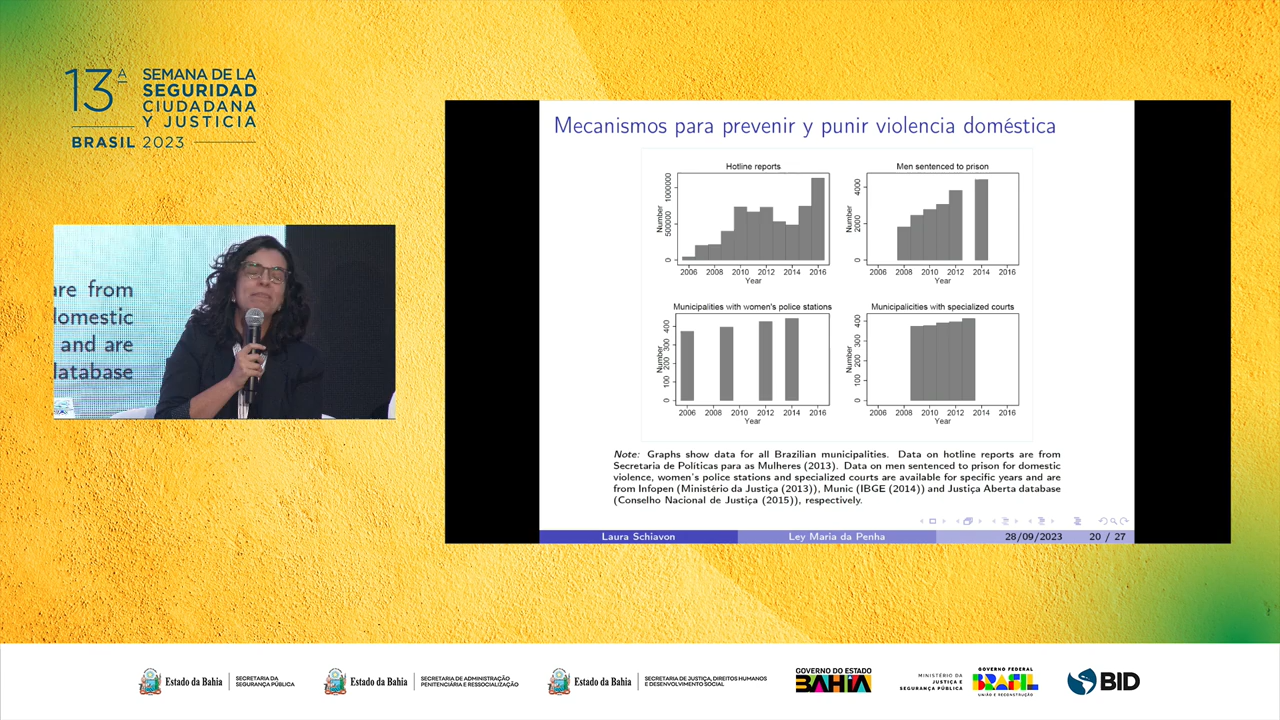 13ª
SEMANA DE LA
SEGURIDAD
CIUDADANA
Y JUSTICIA
BRASIL 2023
are from
domestic
and are
database
Mecanismos para prevenir y punir violencia doméstica
Hotline reports
Number
0 500000 1000000
2006 2008 2010 2012 2014 2016
Year
Men sentenced to prison
Number
0 2000 4000
2006 2008 2010 2012 2014 2016
Year
Municipalities with women's police stations
Number
0 100 200 300 400
2006 2008 2010 2012 2014 2016
Year
Municipalicities with specialized courts
Number
0 100 200 300 400
2006 2008 2010 2012 2014 2016
Year
Note: Graphs show data for all Brazilian municipalities. Data on hotline reports are from
Secretaria de Políticas para as Mulheres (2013). Data on men sentenced to prison for domestic
violence, women's police stations and specialized courts are available for specific years and are
from Infopen (Ministério da Justiça (2013)), Munic (IBGE (2014)) and Justiça Aberta database
(Conselho Nacional de Justiça (2015)), respectively.
Laura Schiavon
Ley Maria da Penha
28/09/2023 20 / 27
Estado da Bahia
SECRETARIA DA
SEGURANÇA PÚBLICA
Estado da Bahia
SECRETARIA DE ADMINISTRAÇÃO
PENITENCIÁRIA E RESSOCIALIZAÇÃO
Estado da Bahia
SECRETARIA DE JUSTIÇA, DIREITOS HUMANOS
E DESENVOLVIMENTO SOCIAL
GOVERNO DO ESTADO
BAHIA
MINISTÉRIO DA
JUSTIÇA E
SEGURANÇA PÚBLICA
GOVERNO FEDERAL
BRASIL
UNIÃO E RECONSTRUÇÃO
BID